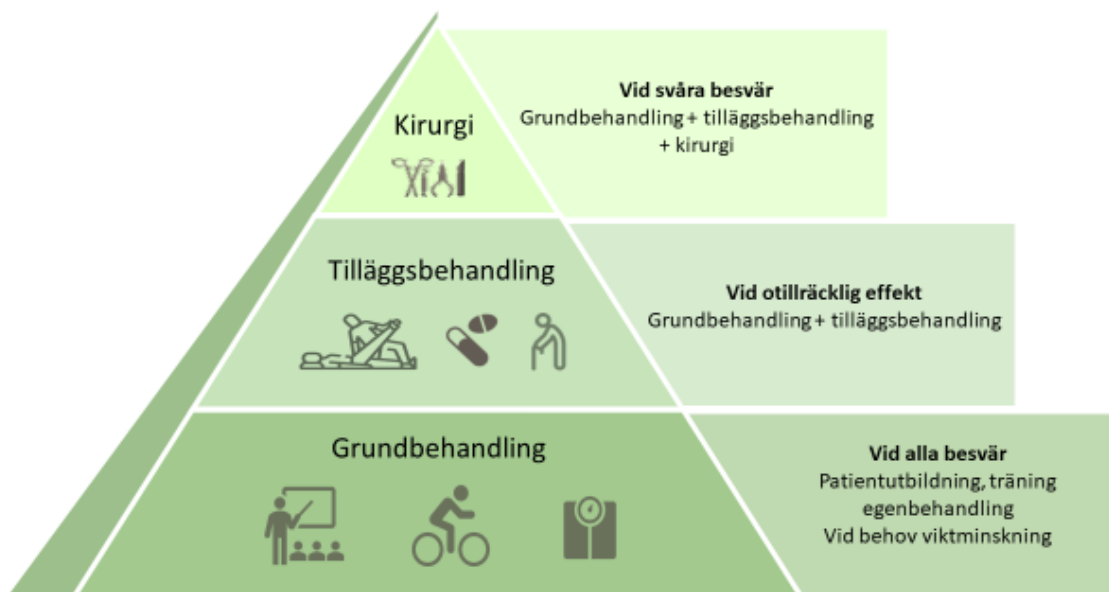 Kirurgi
Vid svåra besvär
Grundbehandling + tilläggsbehandling
+ kirurgi
Tilläggsbehandling
Vid otillräcklig effekt
Grundbehandling + tilläggsbehandling
Grundbehandling
Vid alla besvär
Patientutbildning, träning
egenbehandling
Vid behov viktminskning